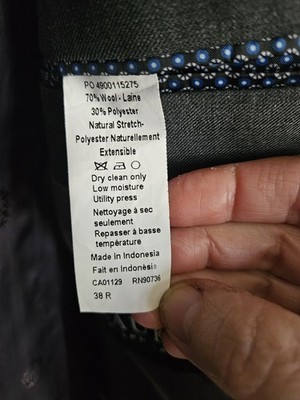 PO 4900115275
70% Wool - Laine
30% Polyester
Natural Stretch-
Polyester Naturellement
Extensible
Dry clean only
Low moisture
Utility press
Nettoyage à sec
seulement
Repasser à basse
température
Made in Indonesia
Fait en Indonèsia
CA01129 RN90736
38 R